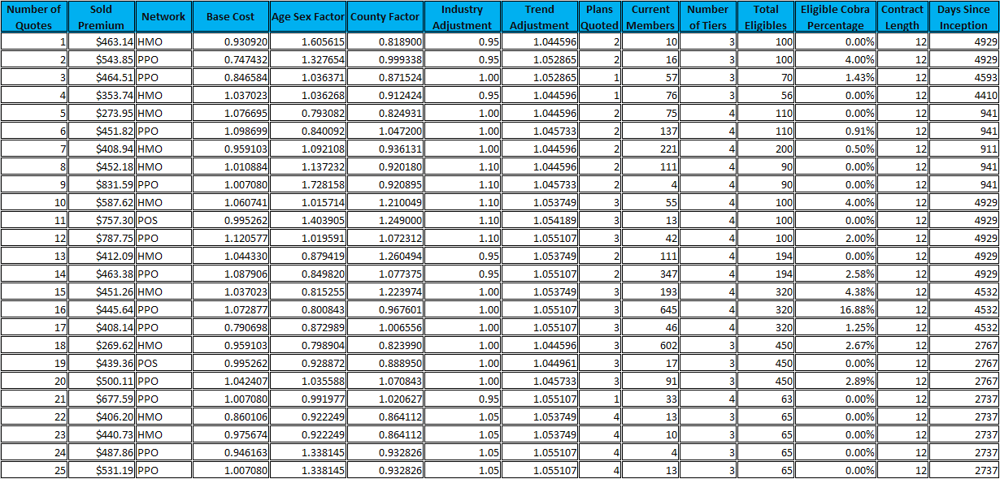 Number of Quotes Sold Premium Network Base Cost Age Sex Factor County Factor Industry Adjustment Trend Adjustment Plans Quoted Current Members Number of Tiers Total Eligibles Eligible Cobra Percentage Contract Length Days Since Inception
1 $463.14 HMO 0.930920 1.605615 0.818900 0.95 1.044596 2 10 3 100 0.00% 12 4929
2 $543.85 PPO 0.747432 1.327654 0.999338 0.95 1.052865 2 16 3 100 4.00% 12 4929
3 $464.51 PPO 0.846584 1.036371 0.871524 1.00 1.052865 1 57 3 70 1.43% 12 4593
4 $353.74 HMO 1.037023 1.036268 0.912424 0.95 1.044596 1 76 3 56 0.00% 12 4410
5 $273.95 HMO 1.076695 0.793082 0.824931 1.00 1.044596 2 75 4 110 0.00% 12 941
6 $451.82 PPO 1.098699 0.840092 1.047200 1.00 1.045733 2 137 4 110 0.91% 12 941
7 $408.94 HMO 0.959103 1.092108 0.936131 1.00 1.044596 2 221 4 200 0.50% 12 911
8 $452.18 HMO 1.010884 1.137232 0.920180 1.10 1.044596 2 111 4 90 0.00% 12 941
9 $831.59 PPO 1.007080 1.728158 0.920895 1.10 1.045733 2 4 4 90 0.00% 12 941
10 $587.62 HMO 1.060741 1.015714 1.210049 1.10 1.053749 3 55 4 100 4.00% 12 4929
11 $757.30 POS 0.995262 1.403905 1.249000 1.10 1.054189 3 13 4 100 0.00% 12 4929
12 $787.75 PPO 1.120577 1.019591 1.072312 1.10 1.055107 3 42 4 100 2.00% 12 4929
13 $412.09 HMO 1.044330 0.879419 1.260494 0.95 1.053749 2 111 4 194 0.00% 12 4929
14 $463.38 PPO 1.087906 0.849820 1.077375 0.95 1.055107 2 347 4 194 2.58% 12 4929
15 $451.26 HMO 1.037023 0.815255 1.223974 1.00 1.053749 3 193 4 320 4.38% 12 4532
16 $445.64 PPO 1.072877 0.800843 0.967601 1.00 1.055107 3 645 4 320 16.88% 12 4532
17 $408.14 PPO 0.790698 0.872989 1.006556 1.00 1.055107 3 46 4 320 1.25% 12 4532
18 $269.62 HMO 0.959103 0.798904 0.823990 1.00 1.044596 3 602 3 450 2.67% 12 2767
19 $439.36 POS 0.995262 0.928872 0.888950 1.00 1.044961 3 17 3 450 0.00% 12 2767
20 $500.11 PPO 1.042407 1.035588 1.070843 1.00 1.045733 3 91 3 450 2.89% 12 2767
21 $677.59 PPO 1.007080 0.991977 1.020627 0.95 1.055107 1 33 4 63 0.00% 12 2737
22 $406.20 HMO 0.860106 0.922249 0.864112 1.05 1.053749 4 13 3 65 0.00% 12 2737
23 $440.73 HMO 0.975674 0.922249 0.864112 1.05 1.053749 4 10 3 65 0.00% 12 2737
24 $487.86 PPO 0.946163 1.338145 0.932826 1.05 1.055107 4 4 3 65 0.00% 12 2737
25 $531.19 PPO 1.007080 1.338145 0.932826 1.05 1.055107 4 13 3 65 0.00% 12 2737